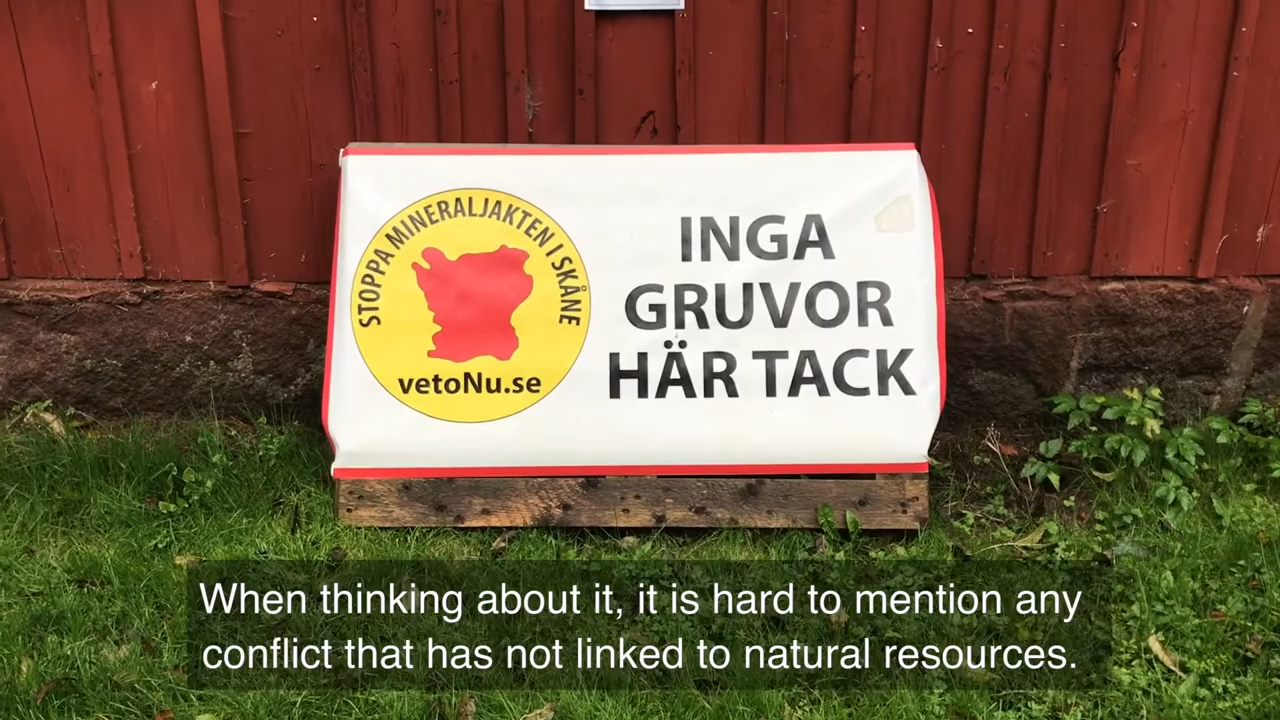 STOPPA MINERALJAKTEN I SKÅNE
vetoNu.se
INGA
GRUVOR
HÄR TACK
When thinking about it, it is hard to mention any
conflict that has not linked to natural resources.